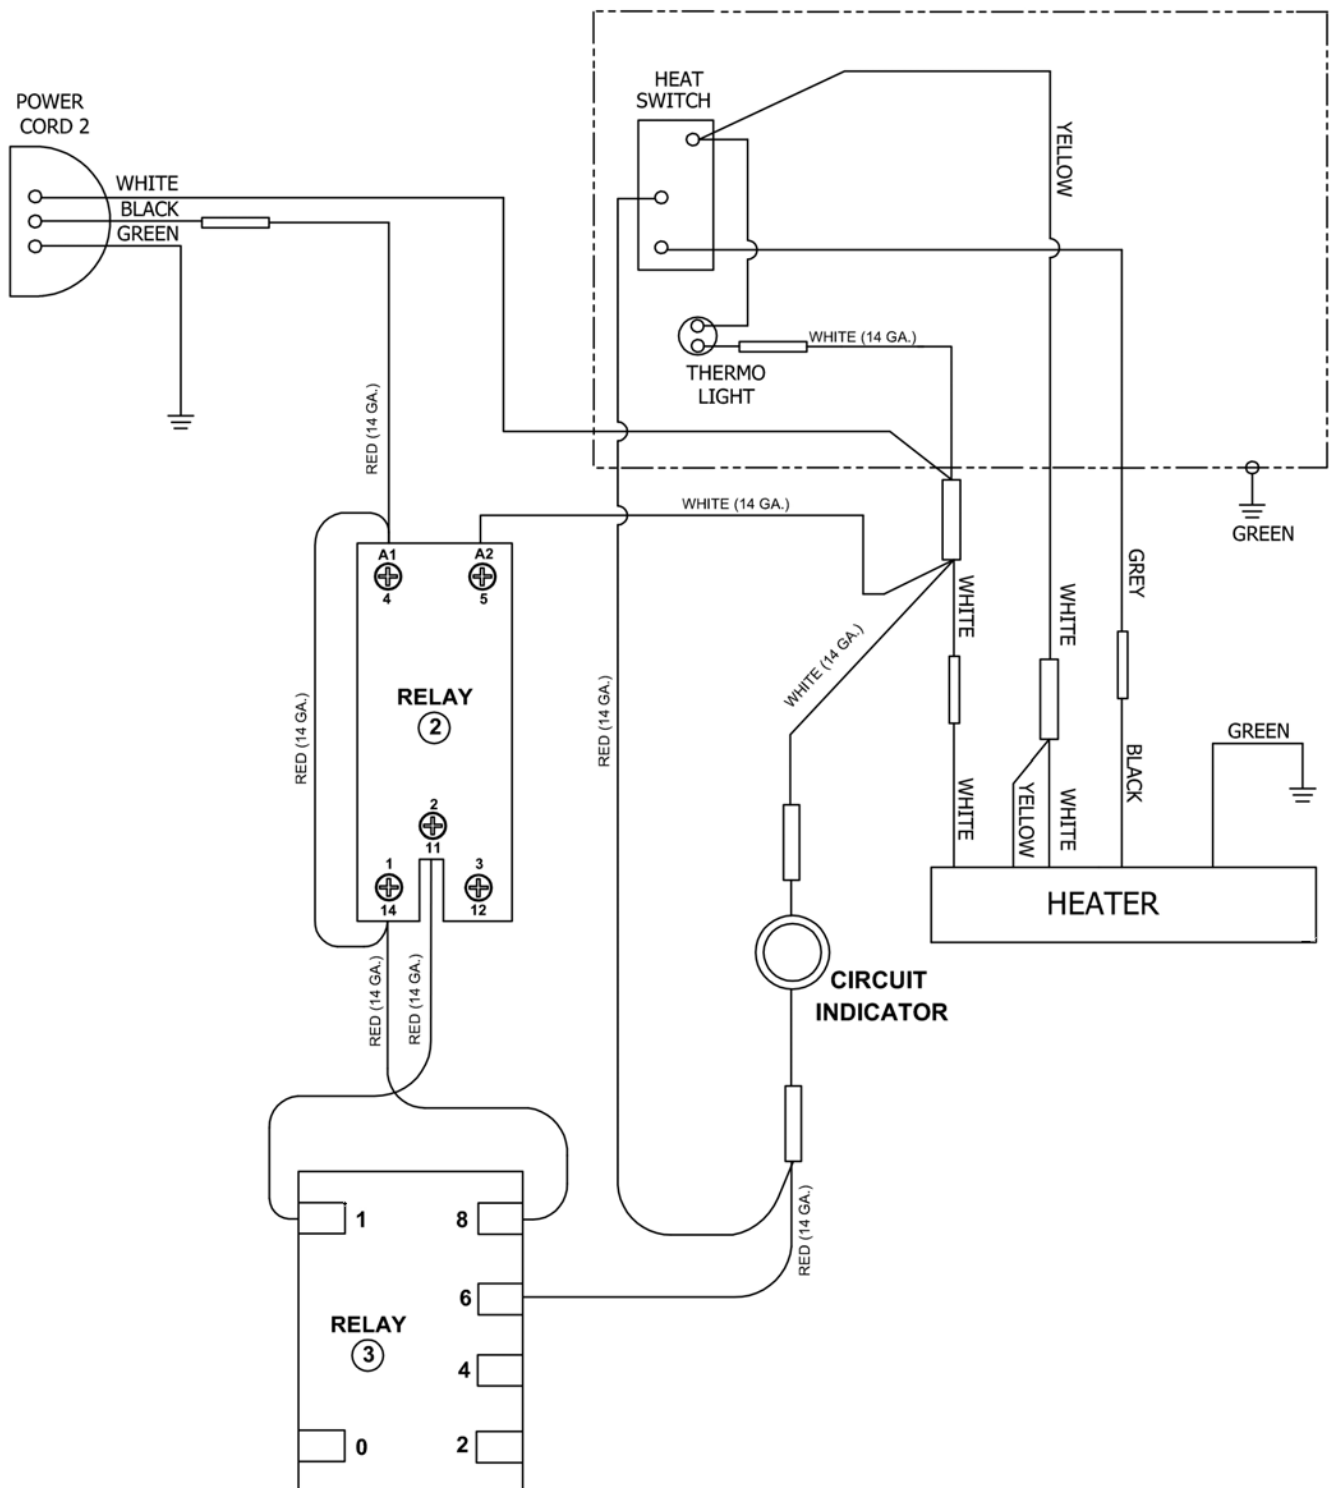 POWER
CORD 2
WHITE
BLACK
GREEN
HEAT
SWITCH
YELLOW
WHITE (14 GA.)
THERMO
LIGHT
RED (14 GA.)
WHITE (14 GA.)
GREEN
A1
A2
4
5
GREY
WHITE
WHITE
WHITE (14 GA.)
RELAY
2
RED (14 GA.)
RED (14 GA.)
GREEN
BLACK
WHITE
YELLOW
WHITE
2
11
1
3
14
12
HEATER
RED (14 GA.)
RED (14 GA.)
CIRCUIT
INDICATOR
1
8
RED (14 GA.)
6
RELAY
3
4
0
2